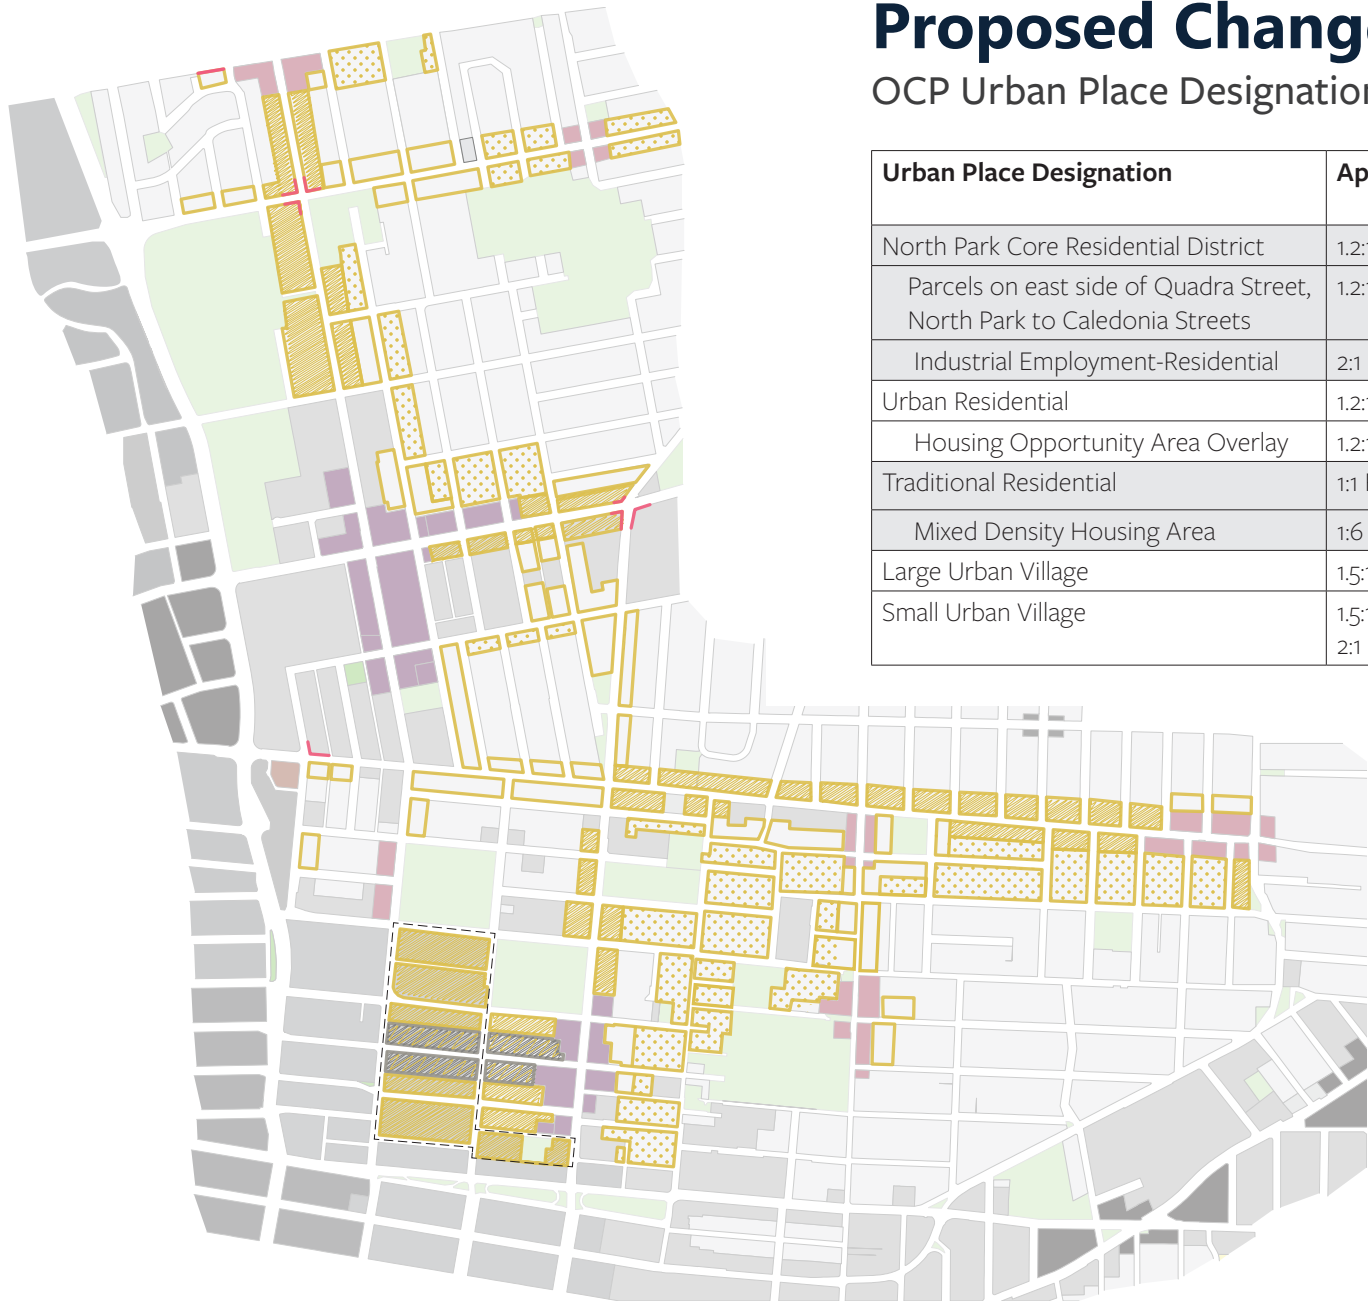 Proposed Chang
OCP Urban Place Designation
Urban Place Designation
Ap
North Park Core Residential District
1.2:
Parcels on east side of Quadra Street,
1.2:
North Park to Caledonia Streets
Industrial Employment-Residential
2:1
Urban Residential
1.2:
Housing Opportunity Area Overlay
1.2:
Traditional Residential
1:1
Mixed Density Housing Area
1:6
Large Urban Village
1.5:
Small Urban Village
1.5:
2:1